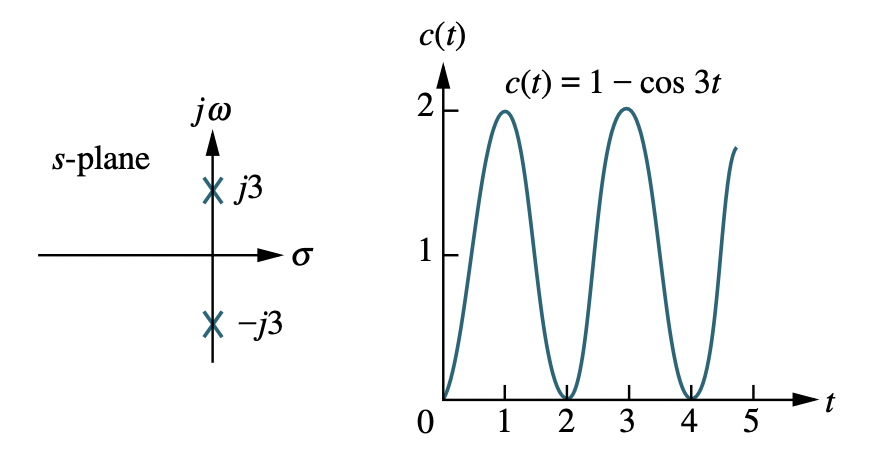 jω
s-plane
j3
σ
−j3
c(t)
c(t) = 1 − cos 3t
2
1
0 1 2 3 4 5 t